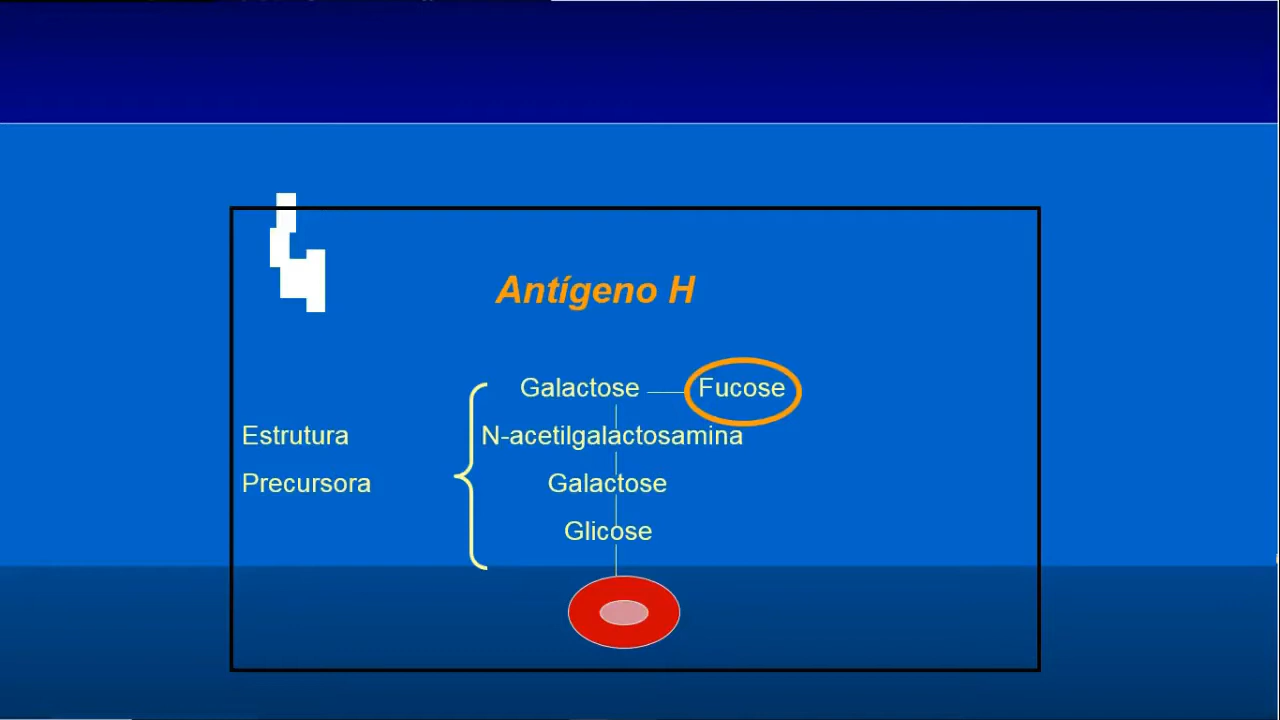 Antígeno H
Galactose Fucose
Estrutura N-acetilgalactosamina
Precursora Galactose
Glicose